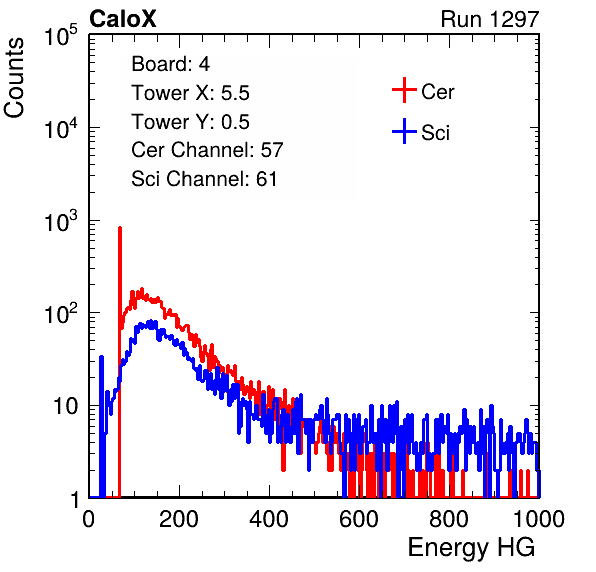 CaloX Run 1297
Counts
Board: 4
Tower X: 5.5
Tower Y: 0.5
Cer Channel: 57
Sci Channel: 61
Cer
Sci
10^5
10^4
10^3
10^2
10
1
0 200 400 600 800 1000
Energy HG